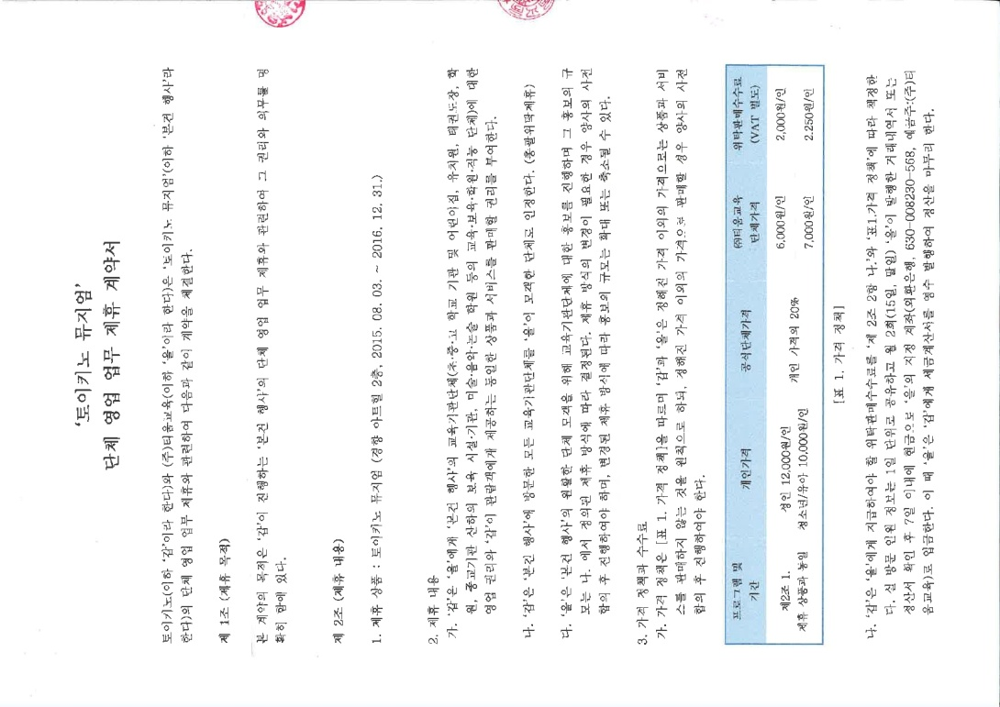 ‘토이키노 뮤지엄’
단체 영업 업무 제휴 계약서
토이키노(이하 ‘갑’이라 한다)와 (주)티움교육(이하 ‘을’이라 한다)은 ‘토이키노 뮤지엄’(이하 ‘본건 행사’라
한다)의 단체 영업 업무 제휴와 관련하여 다음과 같이 계약을 체결한다.
제 1조 (제휴 목적)
본 계약의 목적은 ‘갑’이 진행하는 ‘본건 행사’의 단체 영업 업무 제휴와 관련하여 그 권리와 의무를 명
확히 함에 있다.
제 2조 (제휴 내용)
1. 제휴 상품 : 토이키노 뮤지엄 (경향 아트힐 2층, 2015. 08. 03. ~ 2016. 12. 31.)
2. 제휴 내용
가. ‘갑’은 ‘을’에게 ‘본건 행사’의 교육기관단체(초·중·고 학교 기관 및 어린이집, 유치원, 태권도장, 학
원, 종교기관 산하의 보육 시설·기관, 미술·음악·논술 학원 등의 교육·보육·학원·직능 단체)에 대한
영업 권리와 ‘갑’이 관람객에게 제공하는 동일한 상품과 서비스를 판매할 권리를 부여한다.
나. ‘갑’은 ‘본건 행사’에 방문한 모든 교육기관단체를 ‘을’이 모객한 단체로 인정한다. (총괄위탁제휴)
다. ‘을’은 ‘본건 행사’의 원활한 단체 모객을 위해 교육기관단체에 대한 홍보를 진행하며 그 홍보의 규
모는 나. 에서 정의된 제휴 방식에 따라 결정된다. 제휴 방식의 변경이 필요한 경우 양사의 사전
합의 후 진행하여야 하며, 변경된 제휴 방식에 따라 홍보의 규모는 확대 또는 축소될 수 있다.
3. 가격 정책과 수수료
가. 가격 정책은 [표 1. 가격 정책]을 따르며 ‘갑’과 ‘을’은 정해진 가격 이외의 가격으로는 상품과 서비
스를 판매하지 않는 것을 원칙으로 하되, 정해진 가격 이외의 가격으로 판매할 경우 양사의 사전
합의 후 진행하여야 한다.
프로그램 및 기간 개인가격 공식단체가격 ㈜티움교육 단체가격 위탁판매수수료 (VAT 별도)
제2조 1. 성인 12,000원/인 개인 가격의 20% 6,000원/인 2,000원/인
제휴 상품과 동일 청소년/유아 10,000원/인 7,000원/인 2.250원/인
[표 1. 가격 정책]
나. ‘갑’은 ‘을’에게 지급하여야 할 위탁판매수수료를 ‘제 2조 2항 나.’와 ‘표1.가격 정책’에 따라 책정한
다. 실 방문 인원 정보는 1일 단위로 공유하고 월 2회(15일, 말일) ‘을’이 발행한 거래내역서 또는
정산서 확인 후 7일 이내에 현금으로 ‘을’의 지정 계좌(외환은행, 630-008230-568, 예금주:(주)티
움교육)로 입금한다. 이 때 ‘을’은 ‘갑’에게 세금계산서를 영수 발행하여 정산을 마무리 한다.